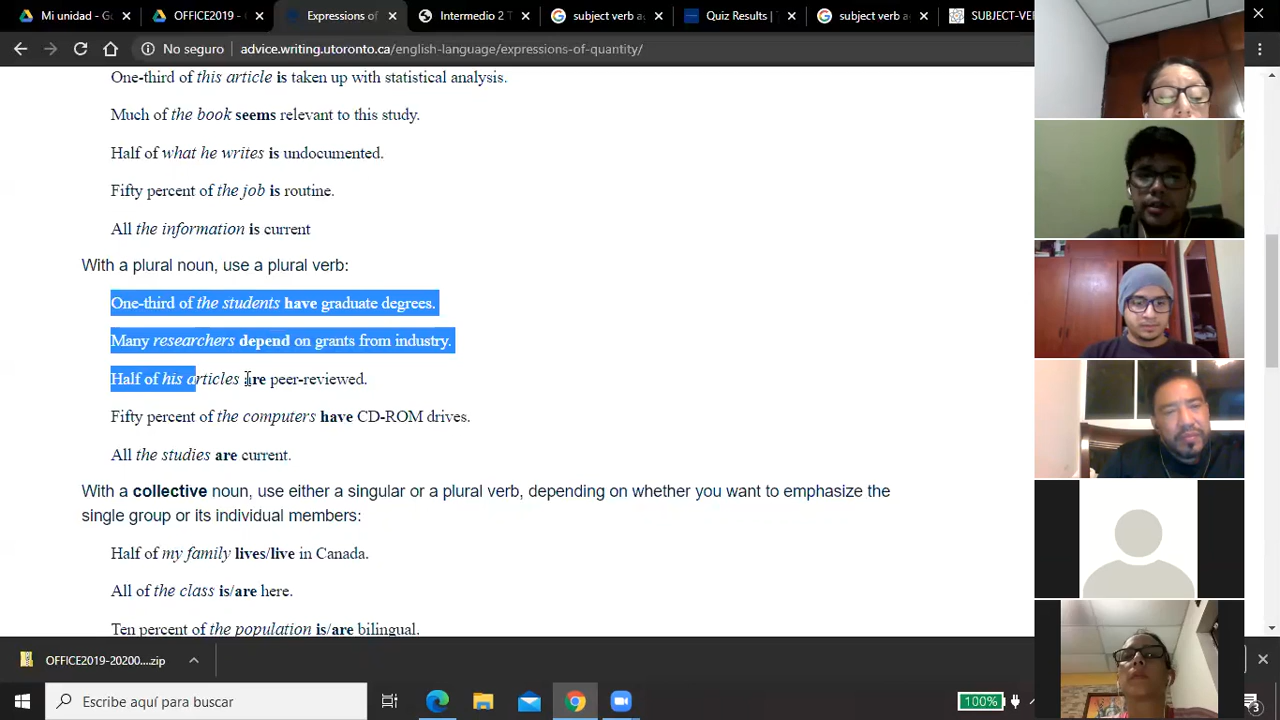 Mi unidad - Go
OFFICE2019 -
Expressions of
Intermedio 2 T
subject verb ag
Quiz Results |
subject verb a
SUBJECT-VER
No seguro
advice.writing.utoronto.ca/english-language/expressions-of-quantity/
One-third of this article is taken up with statistical analysis.
Much of the book seems relevant to this study.
Half of what he writes is undocumented.
Fifty percent of the job is routine.
All the information is current
With a plural noun, use a plural verb:
One-third of the students have graduate degrees.
Many researchers depend on grants from industry.
Half of his articles are peer-reviewed.
Fifty percent of the computers have CD-ROM drives.
All the studies are current.
With a collective noun, use either a singular or a plural verb, depending on whether you want to emphasize the
single group or its individual members:
Half of my family lives/live in Canada.
All of the class is/are here.
Ten percent of the population is/are bilingual.
OFFICE2019-20200....zip
Escribe aquí para buscar
100%
3